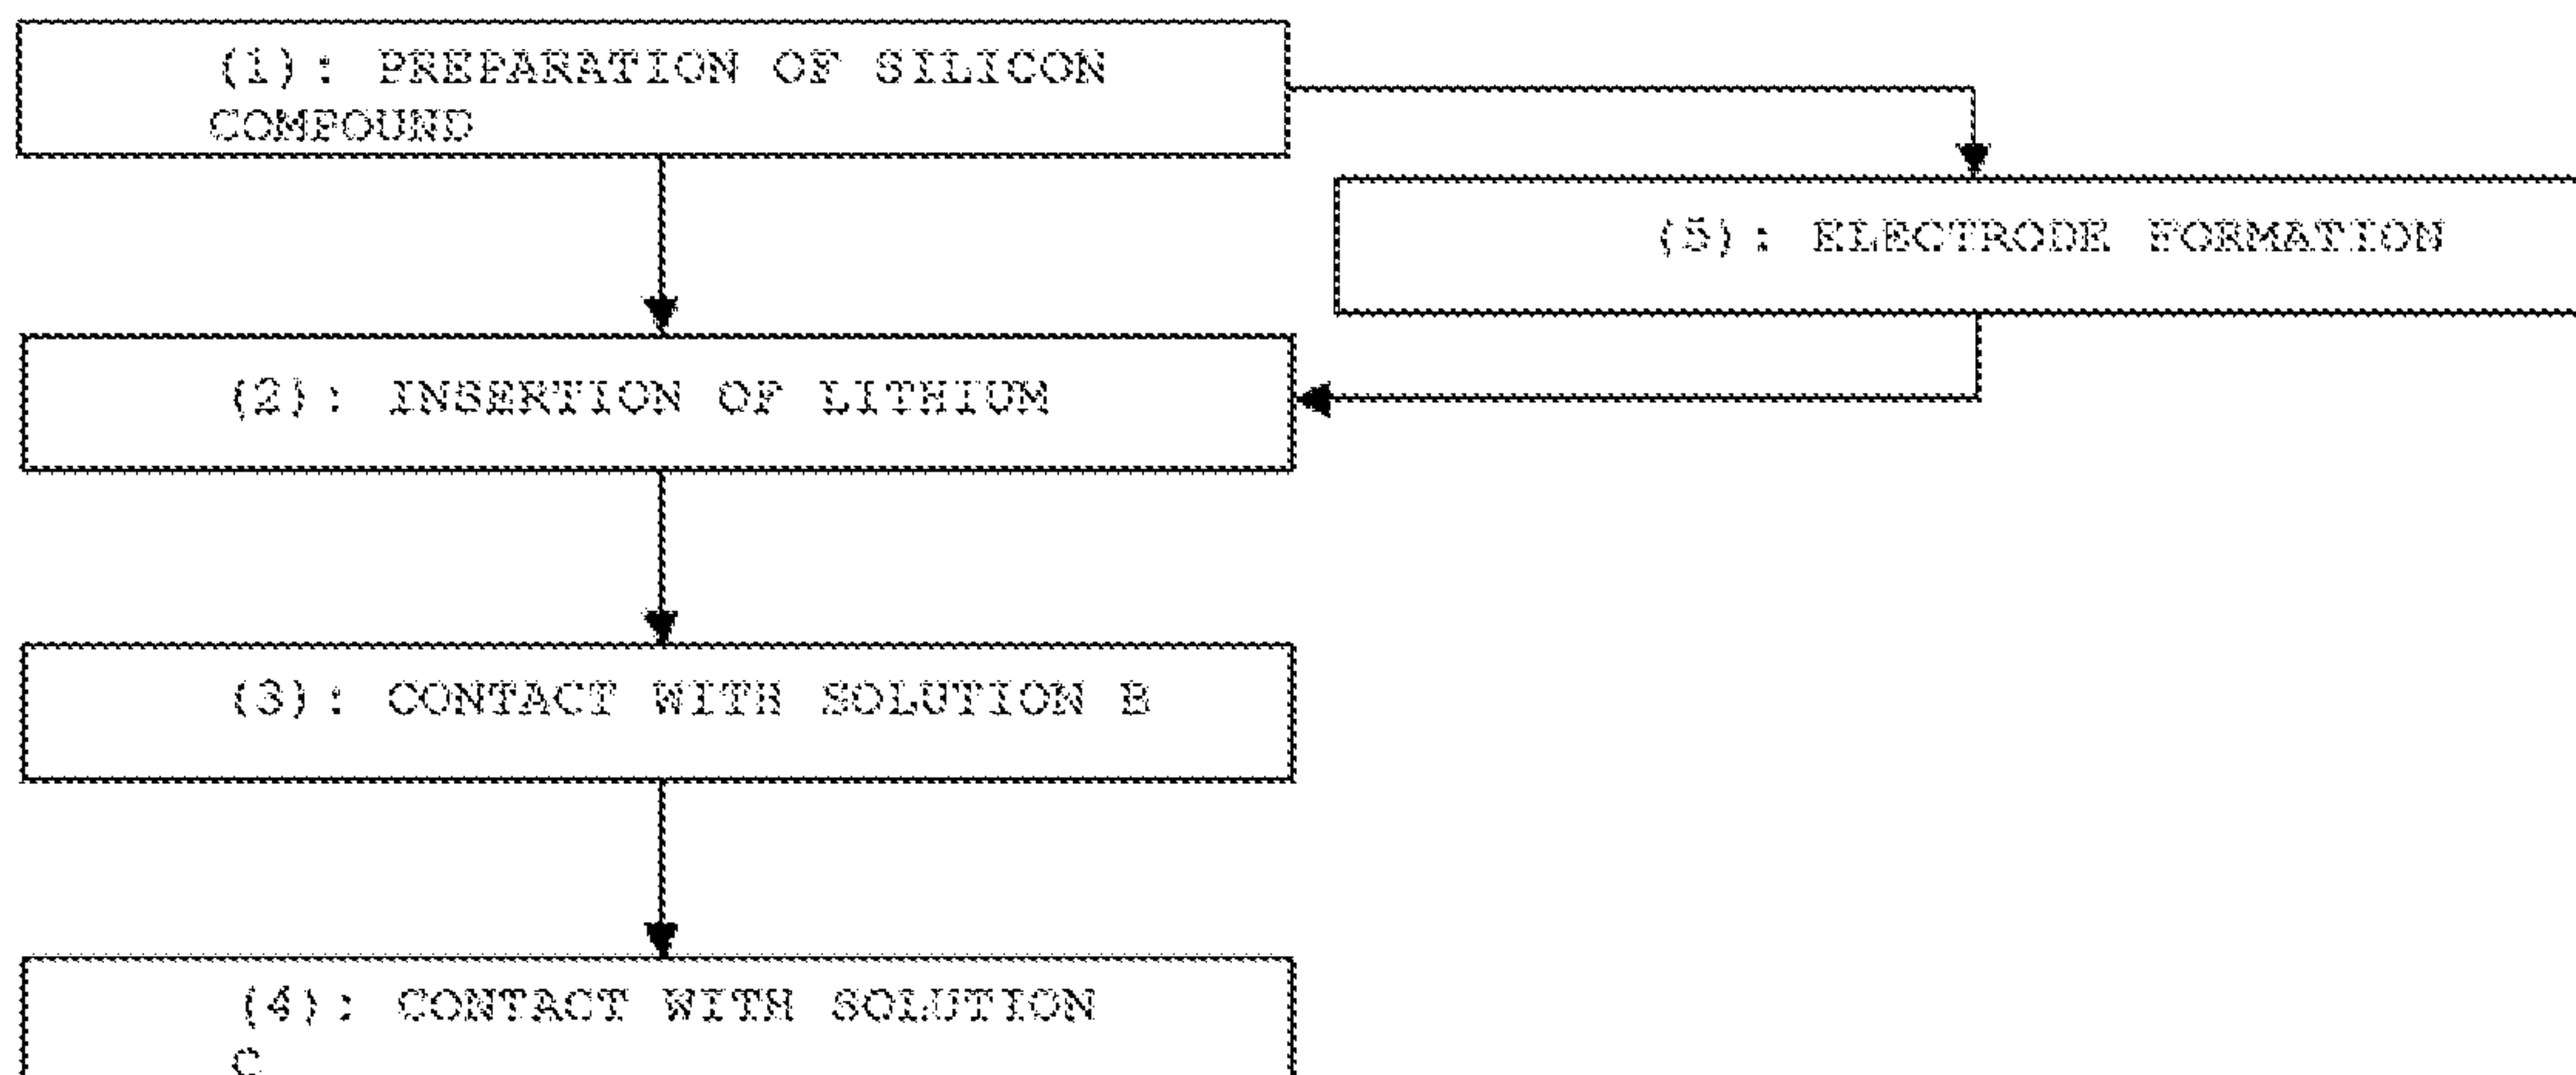 (1): PREPARATION OF SILICON
COMPOUND
(5): ELECTRODE FORMATION
(2): INSERTION OF LITHIUM
(3): CONTACT WITH SOLUTION B
(4): CONTACT WITH SOLUTION
C